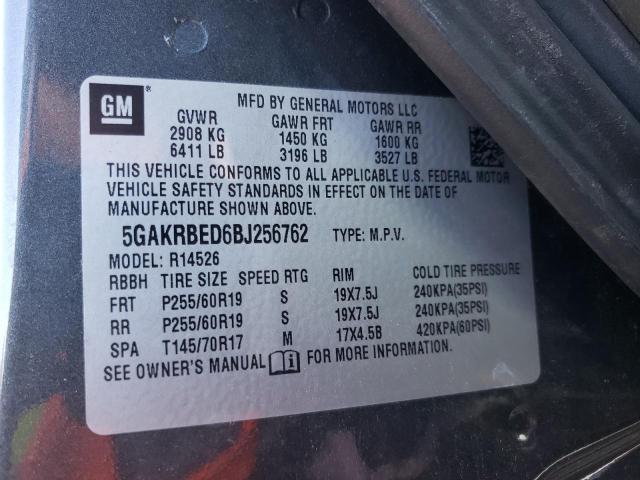 GM ®
MFD BY GENERAL MOTORS LLC
GVWR GAWR FRT GAWR RR
2908 KG 1450 KG 1600 KG
6411 LB 3196 LB 3527 LB
THIS VEHICLE CONFORMS TO ALL APPLICABLE U.S. FEDERAL MOTOR
VEHICLE SAFETY STANDARDS IN EFFECT ON THE DATE OF
MANUFACTURE SHOWN ABOVE.
5GAKRBED6BJ256762 TYPE: M.P.V.
MODEL: R14526
RBBH TIRE SIZE SPEED RTG RIM COLD TIRE PRESSURE
FRT P255/60R19 S 19X7.5J 240KPA(35PSI)
RR P255/60R19 S 19X7.5J 240KPA(35PSI)
SPA T145/70R17 M 17X4.5B 420KPA(60PSI)
SEE OWNER'S MANUAL i FOR MORE INFORMATION.